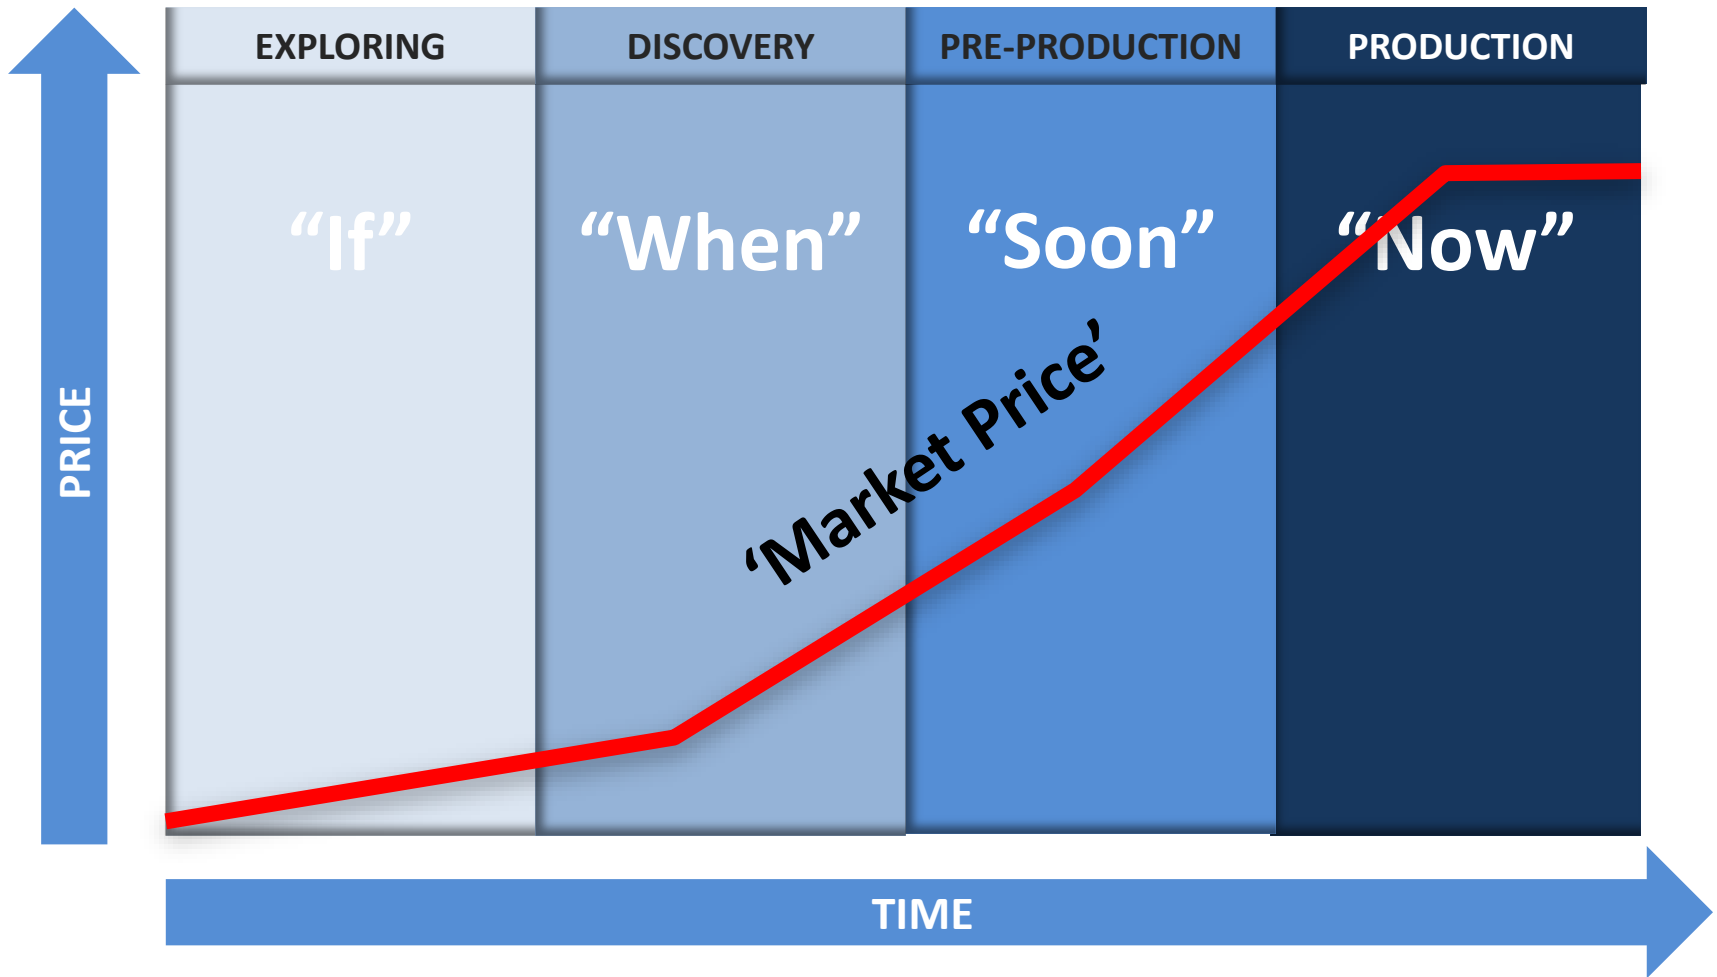 EXPLORING
DISCOVERY
PRE-PRODUCTION
PRODUCTION
“If”
“When”
“Soon”
“Now”
‘Market Price’
PRICE
TIME